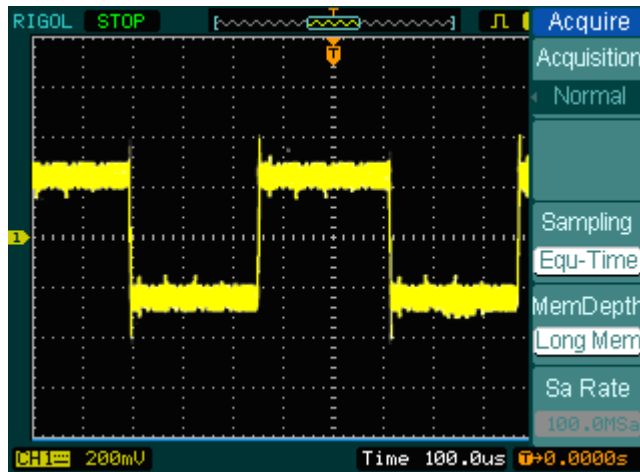 RIGOL STOP
T
Acquire
Acquisition
Normal
T
1
Sampling
Equ-Time
MemDepth
Long Mem
Sa Rate
100.0MSa
CH1 200mV Time 100.0us T→0.0000s